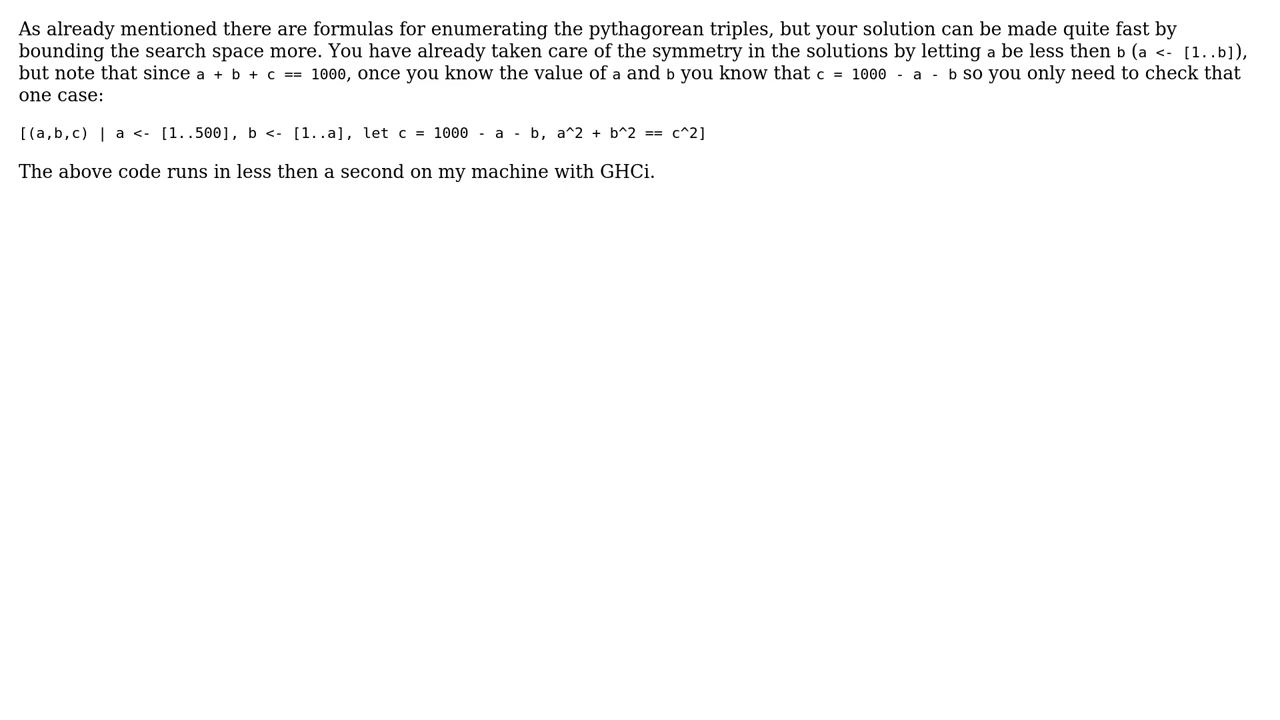 As already mentioned there are formulas for enumerating the pythagorean triples, but your solution can be made quite fast by
bounding the search space more. You have already taken care of the symmetry in the solutions by letting a be less then b (a <- [1..b]),
but note that since a + b + c == 1000, once you know the value of a and b you know that c = 1000 - a - b so you only need to check that
one case:
[(a,b,c) | a <- [1..500], b <- [1..a], let c = 1000 - a - b, a^2 + b^2 == c^2]
The above code runs in less then a second on my machine with GHCi.